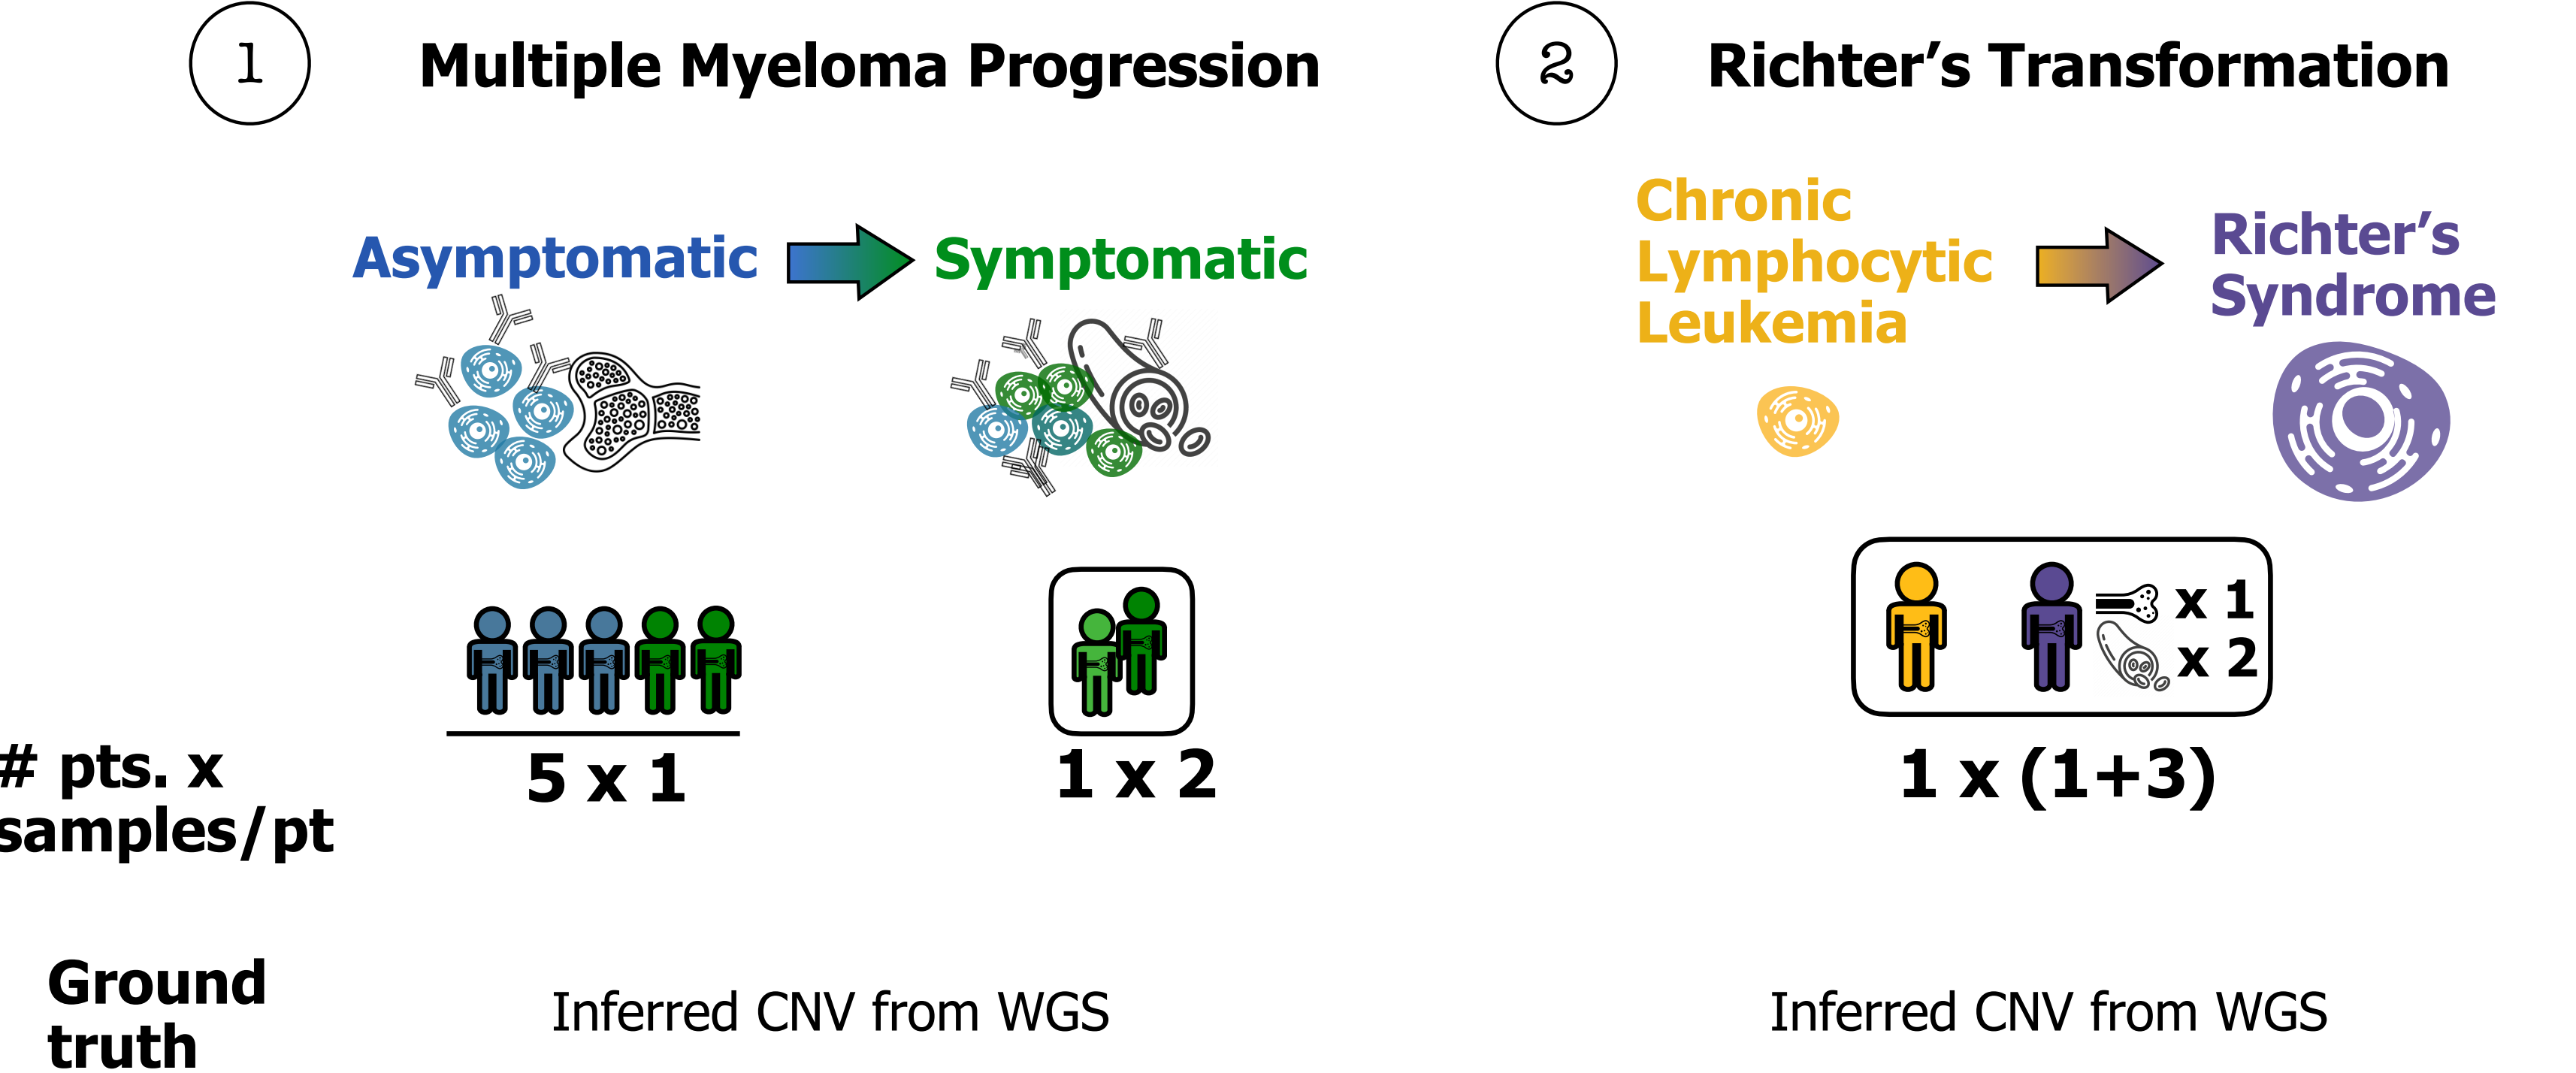 1
Multiple Myeloma Progression
2
Richter’s Transformation
Asymptomatic
Symptomatic
Chronic
Lymphocytic
Leukemia
Richter’s
Syndrome
x 1
x 2
# pts. x
samples/pt
5 x 1
1 x 2
1 x (1+3)
Ground
truth
Inferred CNV from WGS
Inferred CNV from WGS